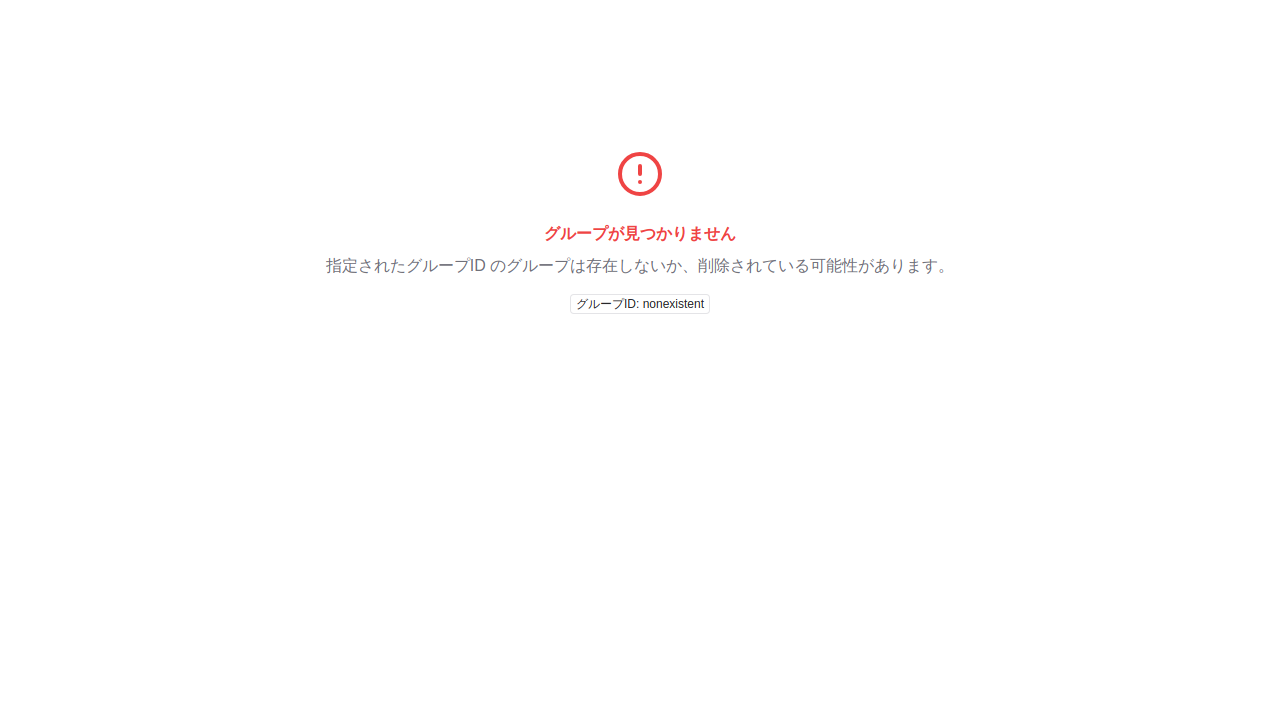 グループが見つかりません
指定されたグループID のグループは存在しないか、削除されている可能性があります。
グループID: nonexistent